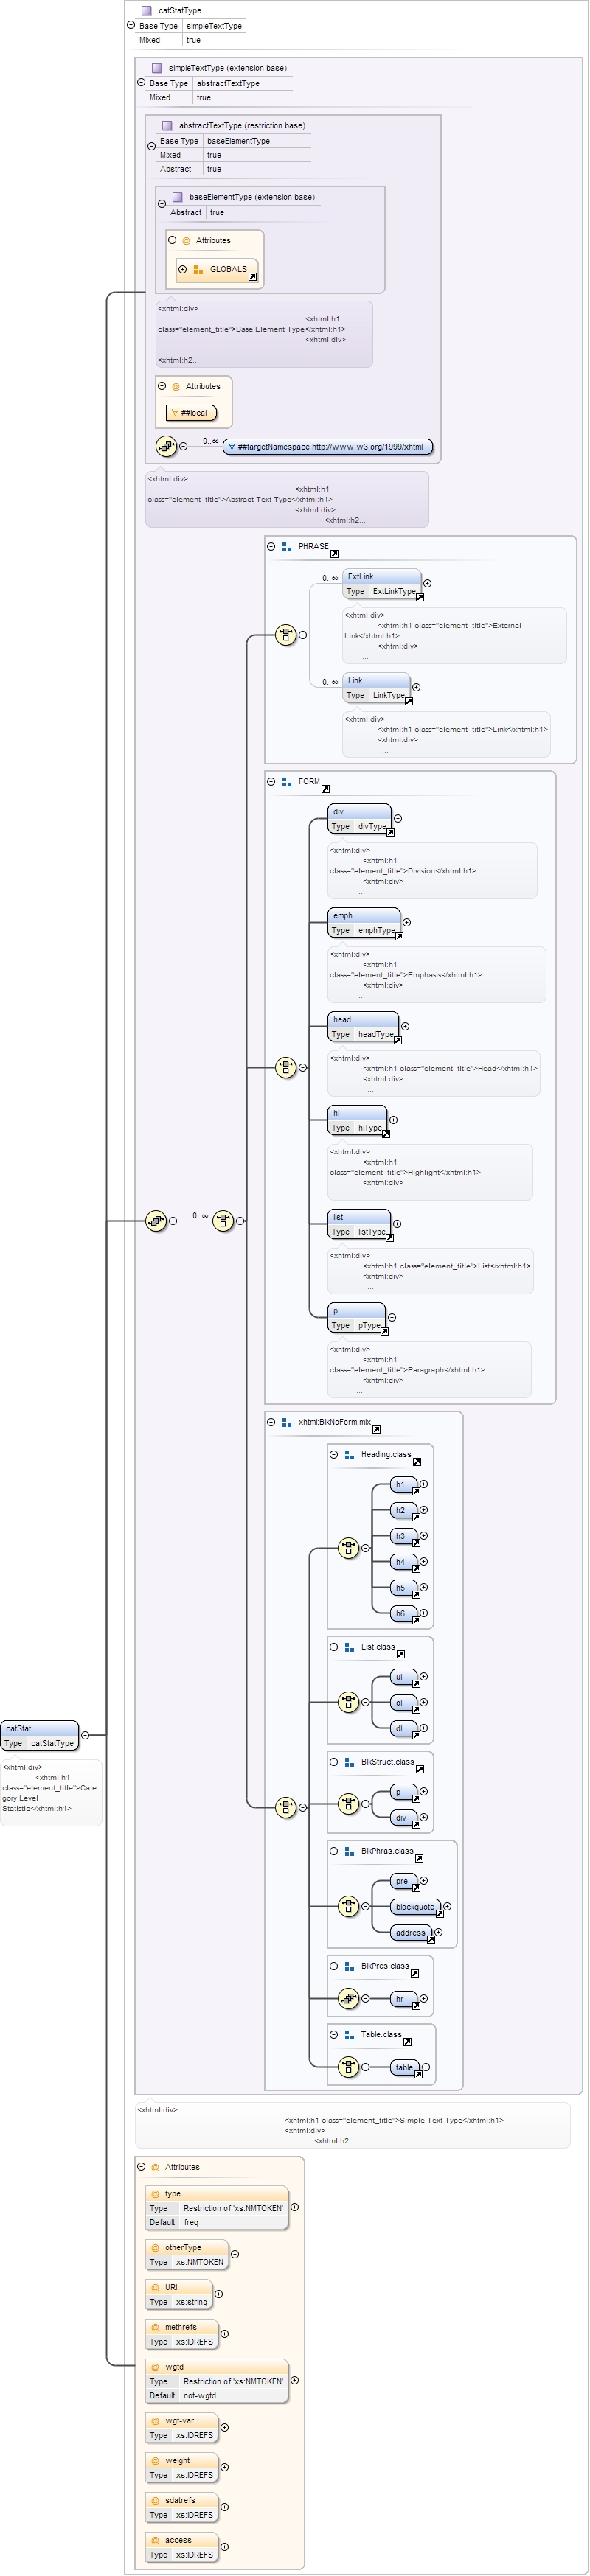 catStatType
Base Type simpleTextType
Mixed true
simpleTextType (extension base)
Base Type abstractTextType
Mixed true
abstractTextType (restriction base)
Base Type baseElementType
Mixed true
Abstract true
baseElementType (extension base)
Abstract true
@ Attributes
GLOBALS
<xhtml:div>
<xhtml:h1
class="element_title">Base Element Type</xhtml:h1>
<xhtml:div>
<xhtml:h2...
@ Attributes
##local
0..∞ ##targetNamespace http://www.w3.org/1999/xhtml
<xhtml:div>
<xhtml:h1
class="element_title">Abstract Text Type</xhtml:h1>
<xhtml:div>
<xhtml:h2...
PHRASE
0..∞ ExtLink
Type ExtLinkType
<xhtml:div>
<xhtml:h1 class="element_title">External
Link</xhtml:h1>
<xhtml:div>
...
0..∞ Link
Type LinkType
<xhtml:div>
<xhtml:h1 class="element_title">Link</xhtml:h1>
<xhtml:div>
...
FORM
div
Type divType
<xhtml:div>
<xhtml:h1
class="element_title">Division</xhtml:h1>
<xhtml:div>
...
emph
Type emphType
<xhtml:div>
<xhtml:h1
class="element_title">Emphasis</xhtml:h1>
<xhtml:div>
...
head
Type headType
<xhtml:div>
<xhtml:h1 class="element_title">Head</xhtml:h1>
<xhtml:div>
...
hi
Type hiType
<xhtml:div>
<xhtml:h1
class="element_title">Highlight</xhtml:h1>
<xhtml:div>
...
0..∞
list
Type listType
<xhtml:div>
<xhtml:h1 class="element_title">List</xhtml:h1>
<xhtml:div>
...
p
Type pType
<xhtml:div>
<xhtml:h1
class="element_title">Paragraph</xhtml:h1>
<xhtml:div>
...
xhtml:BlkNoForm.mix
Heading.class
h1
h2
h3
h4
h5
h6
List.class
ul
ol
dl
catStat
Type catStatType
<xhtml:div>
<xhtml:h1
class="element_title">Cate
gory Level
Statistic</xhtml:h1>
...
BlkStruct.class
p
div
BlkPhras.class
pre
blockquote
address
BlkPres.class
hr
Table.class
table
<xhtml:div>
<xhtml:h1 class="element_title">Simple Text Type</xhtml:h1>
<xhtml:div>
<xhtml:h2...
@ Attributes
@ type
Type Restriction of 'xs:NMTOKEN'
Default freq
@ otherType
Type xs:NMTOKEN
@ URI
Type xs:string
@ methrefs
Type xs:IDREFS
@ wgtd
Type Restriction of 'xs:NMTOKEN'
Default not-wgtd
@ wgt-var
Type xs:IDREFS
@ weight
Type xs:IDREFS
@ sdatrefs
Type xs:IDREFS
@ access
Type xs:IDREFS